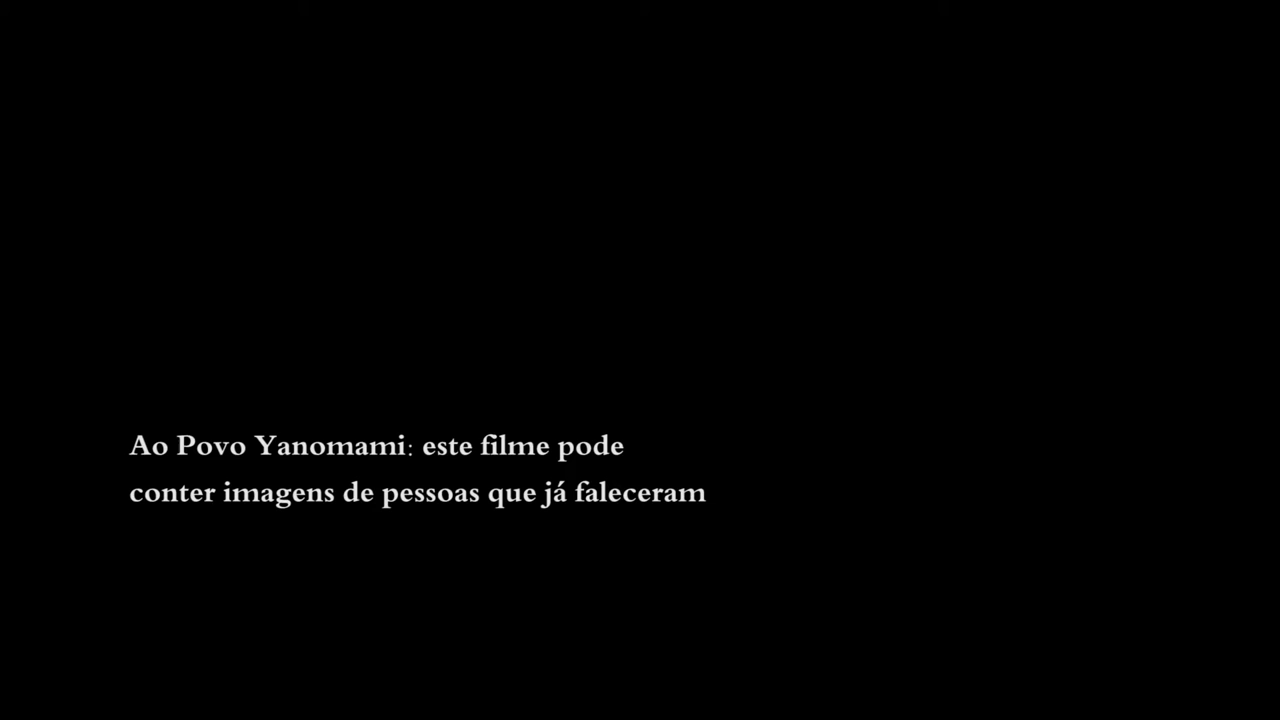 Ao Povo Yanomami: este filme pode
conter imagens de pessoas que já faleceram